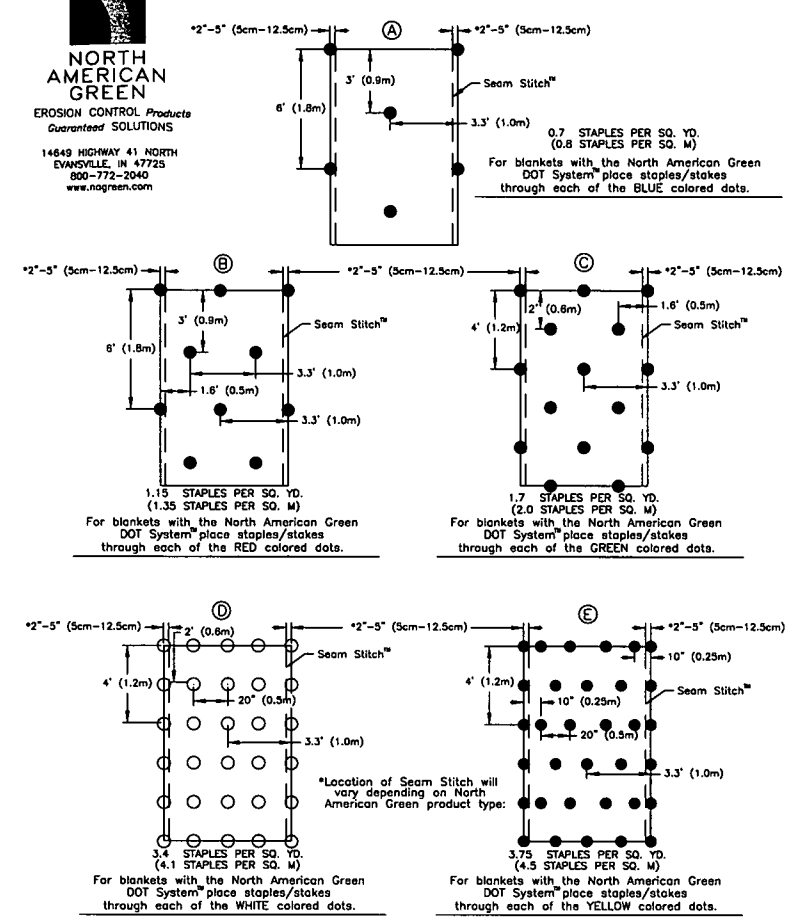 NORTH
AMERICAN
GREEN
EROSION CONTROL Products
Guaranteed SOLUTIONS
14649 HIGHWAY 41 NORTH
EVANSVILLE, IN 47725
800-772-2040
www.nagreen.com
*2"-5" (5cm-12.5cm) A *2"-5" (5cm-12.5cm)
3' (0.9m)
Seam Stitch™
6' (1.8m)
3.3' (1.0m)
0.7 STAPLES PER SQ. YD.
(0.8 STAPLES PER SQ. M)
For blankets with the North American Green
DOT System™ place staples/stakes
through each of the BLUE colored dots.
*2"-5" (5cm-12.5cm) B *2"-5" (5cm-12.5cm) C *2"-5" (5cm-12.5cm)
3' (0.9m)
Seam Stitch™
6' (1.8m)
3.3' (1.0m)
1.6' (0.5m)
3.3' (1.0m)
1.15 STAPLES PER SQ. YD.
(1.35 STAPLES PER SQ. M)
For blankets with the North American Green
DOT System™ place staples/stakes
through each of the RED colored dots.
2' (0.6m)
1.6' (0.5m)
4' (1.2m)
Seam Stitch™
3.3' (1.0m)
1.7 STAPLES PER SQ. YD.
(2.0 STAPLES PER SQ. M)
For blankets with the North American Green
DOT System™ place staples/stakes
through each of the GREEN colored dots.
*2"-5" (5cm-12.5cm) D *2"-5" (5cm-12.5cm) E *2"-5" (5cm-12.5cm)
2' (0.6m)
Seam Stitch™
4' (1.2m)
20" (0.5m)
3.3' (1.0m)
3.4 STAPLES PER SQ. YD.
(4.1 STAPLES PER SQ. M)
For blankets with the North American Green
DOT System™ place staples/stakes
through each of the WHITE colored dots.
*Location of Seam Stitch will
vary depending on North
American Green product type:
10" (0.25m)
4' (1.2m)
Seam Stitch™
10" (0.25m)
20" (0.5m)
3.3' (1.0m)
3.75 STAPLES PER SQ. YD.
(4.5 STAPLES PER SQ. M)
For blankets with the North American Green
DOT System™ place staples/stakes
through each of the YELLOW colored dots.